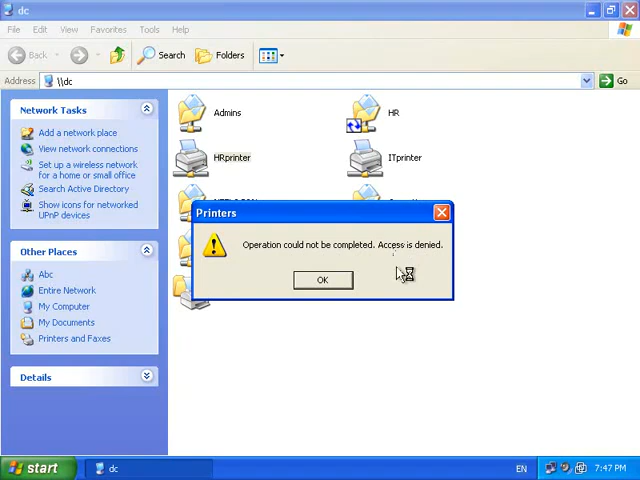 dc
File Edit View Favorites Tools Help
Back Search Folders
Address \\dc Go
Network Tasks
Add a network place
View network connections
Set up a wireless network
for a home or small office
Search Active Directory
Show icons for networked
UPnP devices
Other Places
Abc
Entire Network
My Computer
My Documents
Printers and Faxes
Details
Admins HR
HRprinter ITprinter
Printers
Operation could not be completed. Access is denied.
OK
start dc EN 7:47 PM